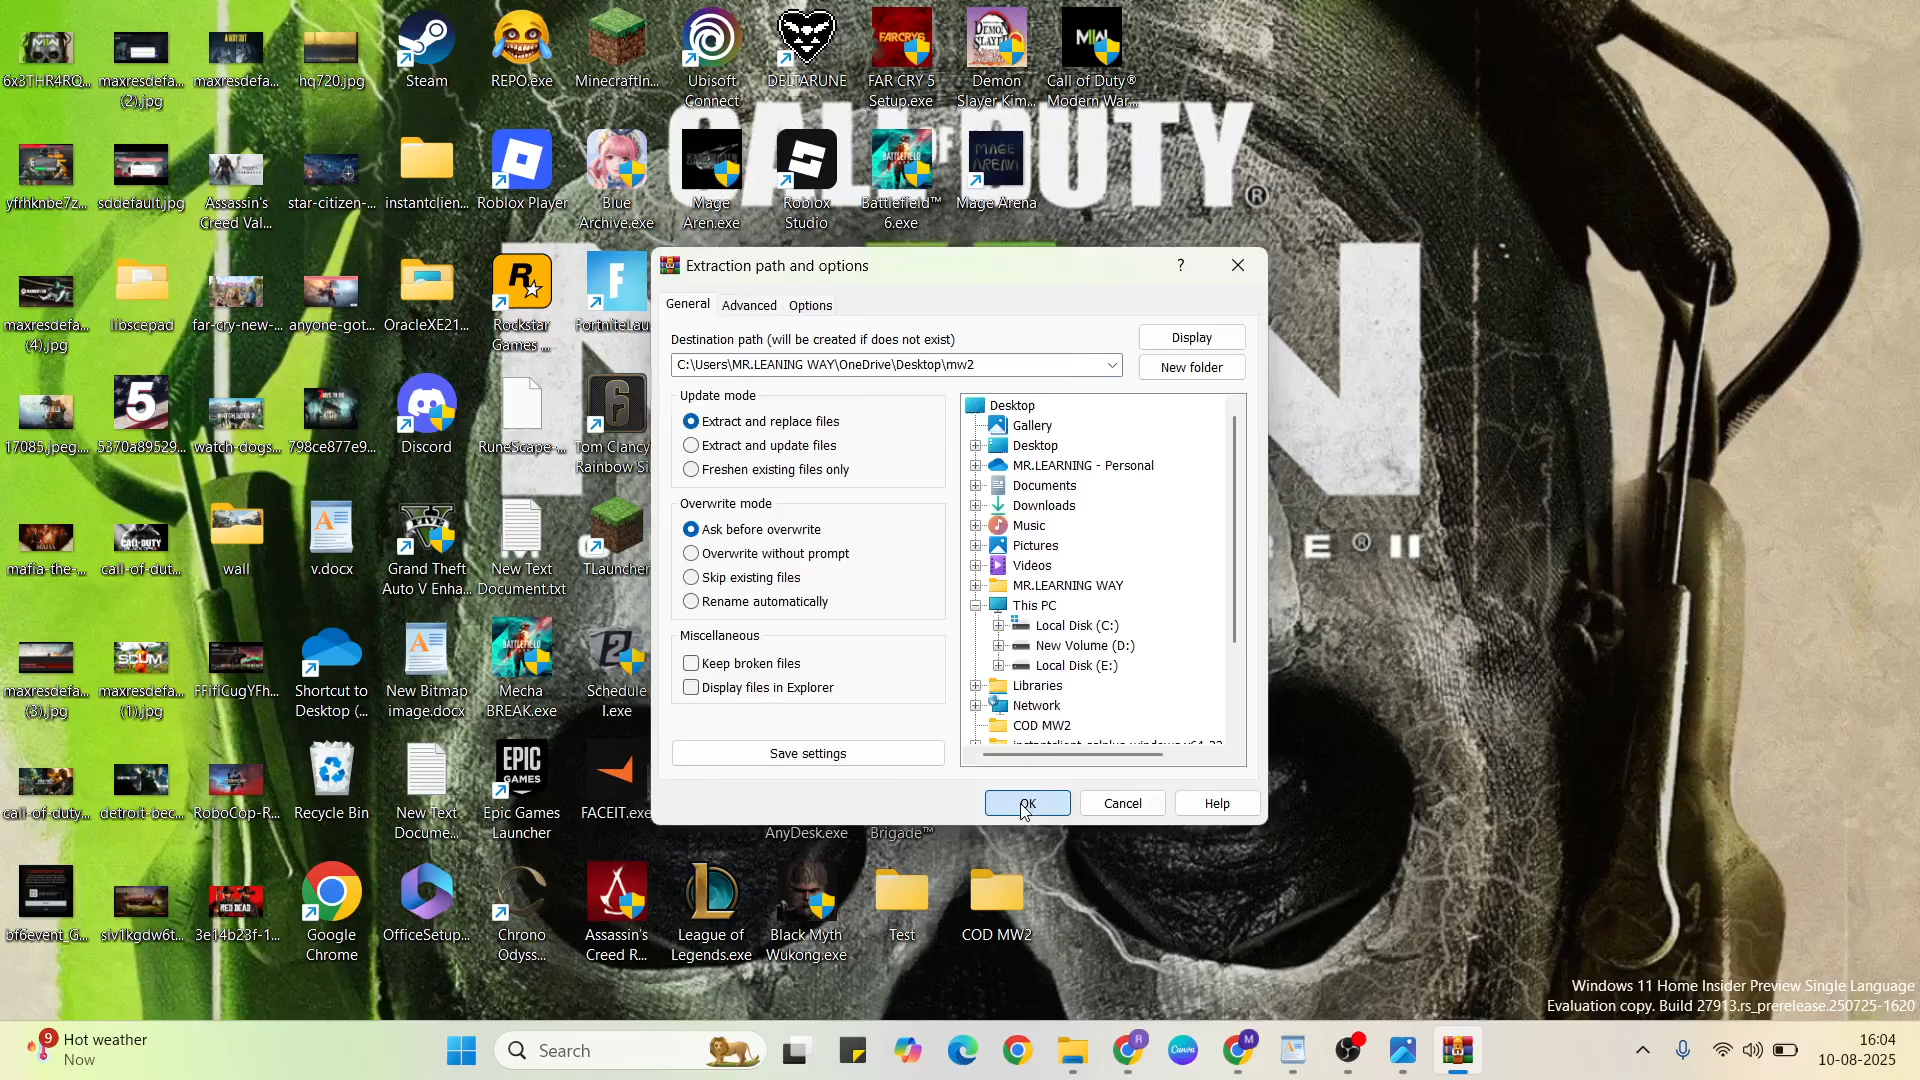 6x3THR4RQ...
maxresdefa...
(2).jpg
maxresdefa...
hq720.jpg
Steam
REPO.exe
MinecraftIn...
Ubisoft
Connect
DELTARUNE
FAR CRY 5
Setup.exe
Demon
Slayer Kim...
Call of Duty®
Modern War...
CALL OF DUTY®
yfrhknbe7z...
sddefault.jpg
Assassin's
Creed Val...
star-citizen-...
instantclien...
Roblox Player
Blue
Archive.exe
Mage
Aren.exe
Roblox
Studio
Battlefield™
6.exe
MAGE
ARENA
Mage Arena
maxresdefa...
(4).jpg
libscepad
far-cry-new-...
anyone-got...
OracleXE21...
Rockstar
Games ...
FortniteLau
17085.jpeg...
5370a89529...
watch-dogs...
798ce877e9...
Discord
RuneScape-...
Tom Clancy
Rainbow Si
mafia-the-...
call-of-dut...
wall
v.docx
Grand Theft
Auto V Enha...
New Text
Document.txt
TLauncher
maxresdefa...
(3).jpg
maxresdefa...
(1).jpg
FFifiCugYFh...
Shortcut to
Desktop (...
New Bitmap
image.docx
Mecha
BREAK.exe
Schedule
I.exe
call-of-duty...
detroit-bec...
RoboCop-R...
Recycle Bin
New Text
Docume...
Epic Games
Launcher
FACEIT.exe
AnyDesk.exe
Brigade™
bf6event_G...
siv1kgdw6t...
3e14b23f-1...
Google
Chrome
OfficeSetup...
Chrono
Odyss...
Assassin's
Creed R...
League of
Legends.exe
Black Myth
Wukong.exe
Test
COD MW2
Extraction path and options
?
General
Advanced
Options
Destination path (will be created if does not exist)
Display
C:\Users\MR.LEANING WAY\OneDrive\Desktop\mw2
New folder
Update mode
Extract and replace files
Extract and update files
Freshen existing files only
Overwrite mode
Ask before overwrite
Overwrite without prompt
Skip existing files
Rename automatically
Miscellaneous
Keep broken files
Display files in Explorer
Save settings
Desktop
Gallery
Desktop
MR.LEARNING - Personal
Documents
Downloads
Music
Pictures
Videos
MR.LEARNING WAY
This PC
Local Disk (C:)
New Volume (D:)
Local Disk (E:)
Libraries
Network
COD MW2
OK
Cancel
Help
Windows 11 Home Insider Preview Single Language
Evaluation copy. Build 27913.rs_prerelease.250725-1620
9
Hot weather
Now
Search
16:04
10-08-2025